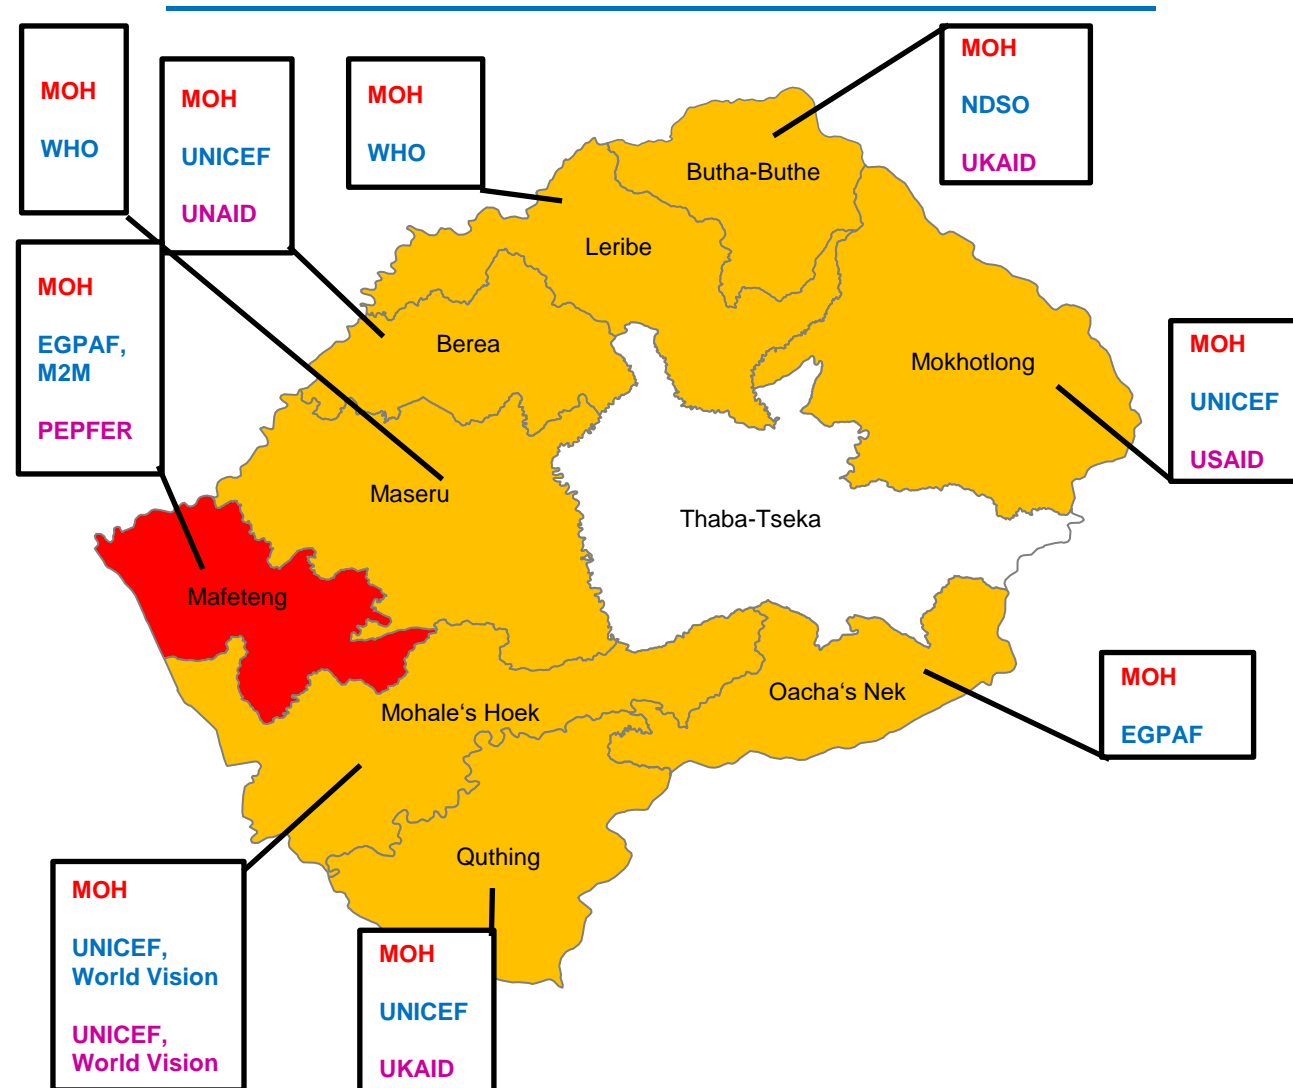 MOH
WHO
MOH
UNICEF
UNAID
MOH
WHO
MOH
NDSO
UKAID
Butha-Buthe
Leribe
MOH
EGPAF,
M2M
PEPFER
Berea
Mokhotlong
MOH
UNICEF
USAID
Maseru
Thaba-Tseka
Mafeteng
Mohale‘s Hoek
Oacha‘s Nek
MOH
EGPAF
Quthing
MOH
UNICEF,
World Vision
UNICEF,
World Vision
MOH
UNICEF
UKAID